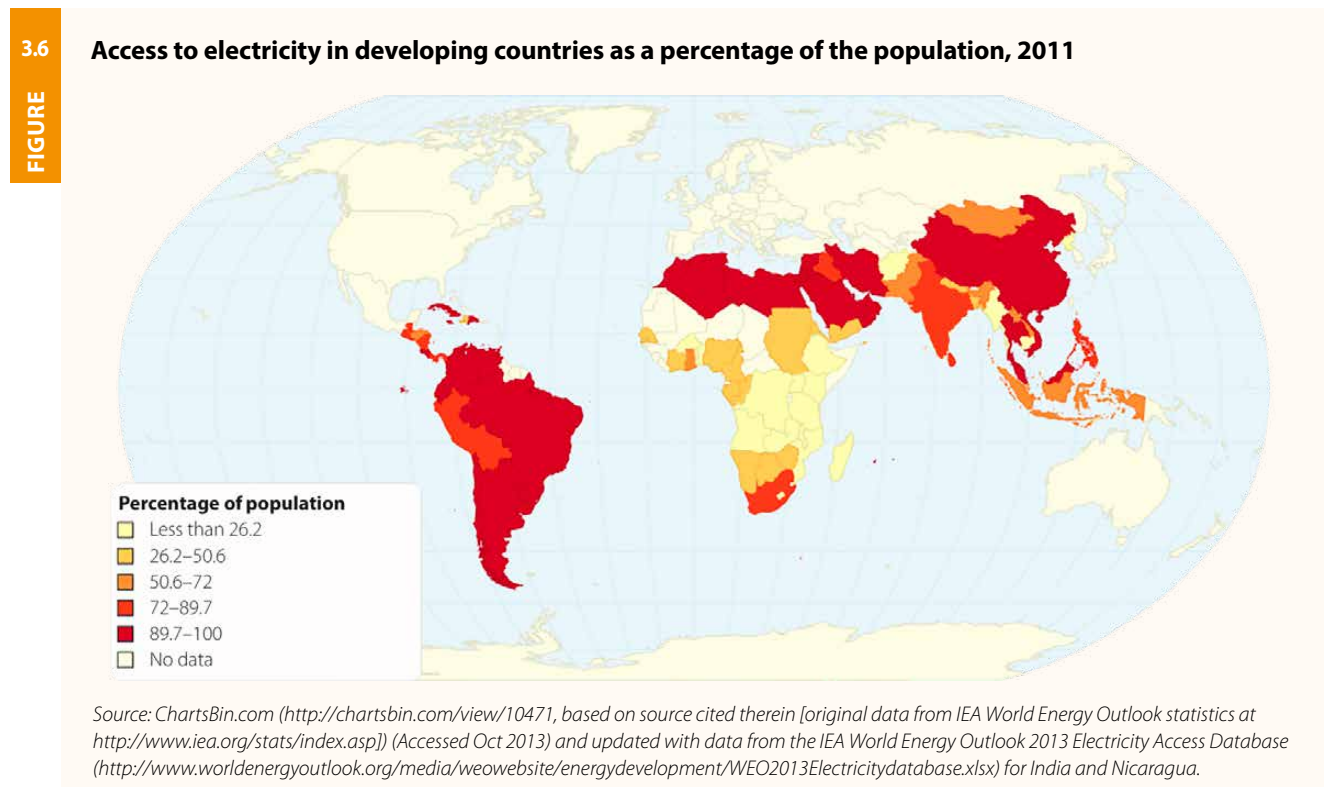 3.6
FIGURE
Access to electricity in developing countries as a percentage of the population, 2011
Percentage of population
Less than 26.2
26.2–50.6
50.6–72
72–89.7
89.7–100
No data
Source: ChartsBin.com (http://chartsbin.com/view/10471, based on source cited therein [original data from IEA World Energy Outlook statistics at
http://www.iea.org/stats/index.asp]) (Accessed Oct 2013) and updated with data from the IEA World Energy Outlook 2013 Electricity Access Database
(http://www.worldenergyoutlook.org/media/weowebsite/energydevelopment/WEO2013Electricitydatabase.xlsx) for India and Nicaragua.